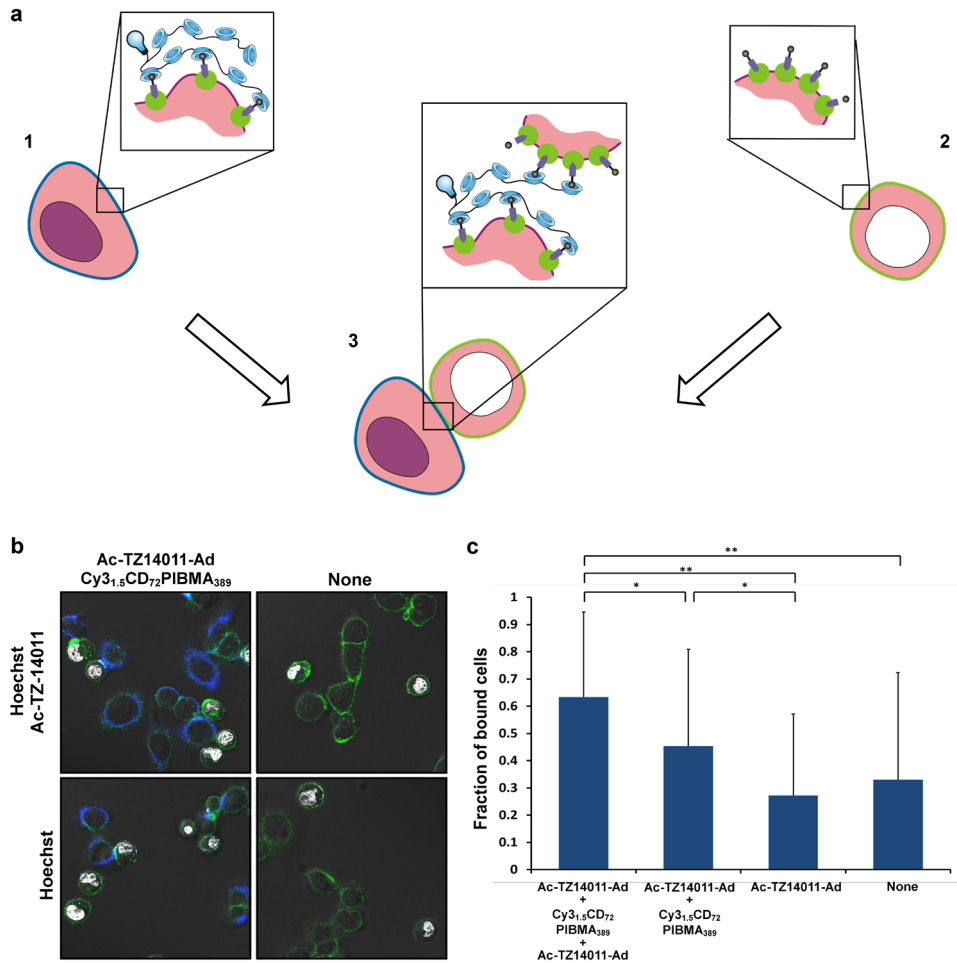 a
1
2
3
b
Ac-TZ14011-Ad
Cy3₁.₅CD₇₂PIBMA₃₈₉
None
Hoechst
Ac-TZ-14011
Hoechst
c
**
**
* *
Fraction of bound cells
1
0.9
0.8
0.7
0.6
0.5
0.4
0.3
0.2
0.1
0
Ac-TZ14011-Ad
+
Cy3₁.₅CD₇₂
PIBMA₃₈₉
+
Ac-TZ14011-Ad
Ac-TZ14011-Ad
+
Cy3₁.₅CD₇₂
PIBMA₃₈₉
Ac-TZ14011-Ad
None